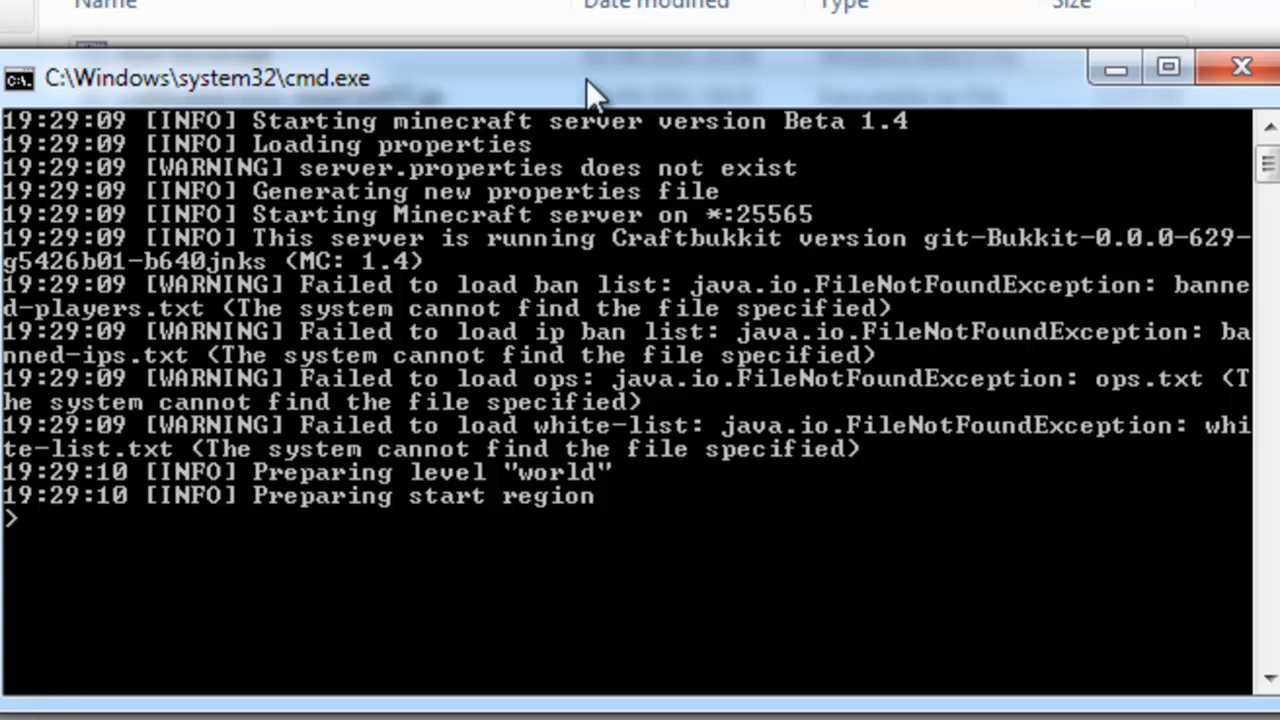 Name Date modified Type Size
C:\Windows\system32\cmd.exe
19:29:09 [INFO] Starting minecraft server version Beta 1.4
19:29:09 [INFO] Loading properties
19:29:09 [WARNING] server.properties does not exist
19:29:09 [INFO] Generating new properties file
19:29:09 [INFO] Starting Minecraft server on *:25565
19:29:09 [INFO] This server is running Craftbukkit version git-Bukkit-0.0.0-629-
g5426b01-b640jnks (MC: 1.4)
19:29:09 [WARNING] Failed to load ban list: java.io.FileNotFoundException: banne
d-players.txt (The system cannot find the file specified)
19:29:09 [WARNING] Failed to load ip ban list: java.io.FileNotFoundException: ba
nned-ips.txt (The system cannot find the file specified)
19:29:09 [WARNING] Failed to load ops: java.io.FileNotFoundException: ops.txt (T
he system cannot find the file specified)
19:29:09 [WARNING] Failed to load white-list: java.io.FileNotFoundException: whi
te-list.txt (The system cannot find the file specified)
19:29:10 [INFO] Preparing level "world"
19:29:10 [INFO] Preparing start region
>